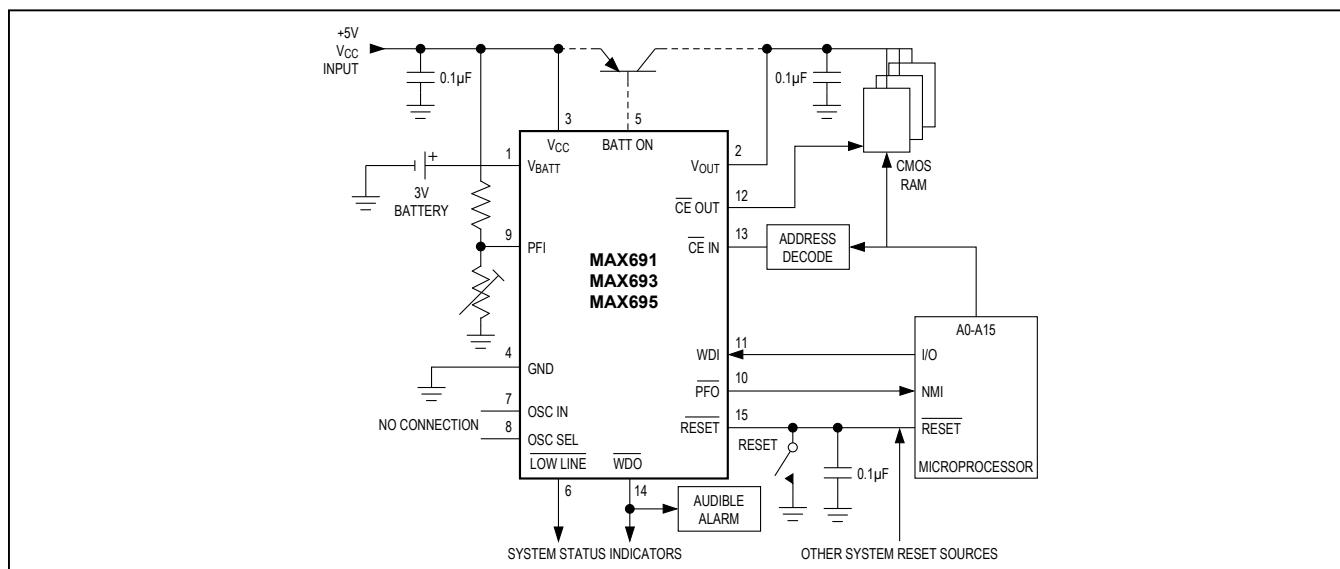 +5V
VCC
INPUT
0.1µF
0.1µF
3
5
VCC
BATT ON
1
VBATT
VOUT
2
3V
BATTERY
CMOS
RAM
CE OUT
12
9
PFI
CE IN
13
ADDRESS
DECODE
MAX691
MAX693
MAX695
A0-A15
4
GND
WDI
11
I/O
PFO
10
NMI
7
OSC IN
NO CONNECTION
8
OSC SEL
RESET
15
RESET
RESET
LOW LINE
WDO
0.1µF
MICROPROCESSOR
6
14
AUDIBLE
ALARM
SYSTEM STATUS INDICATORS
OTHER SYSTEM RESET SOURCES